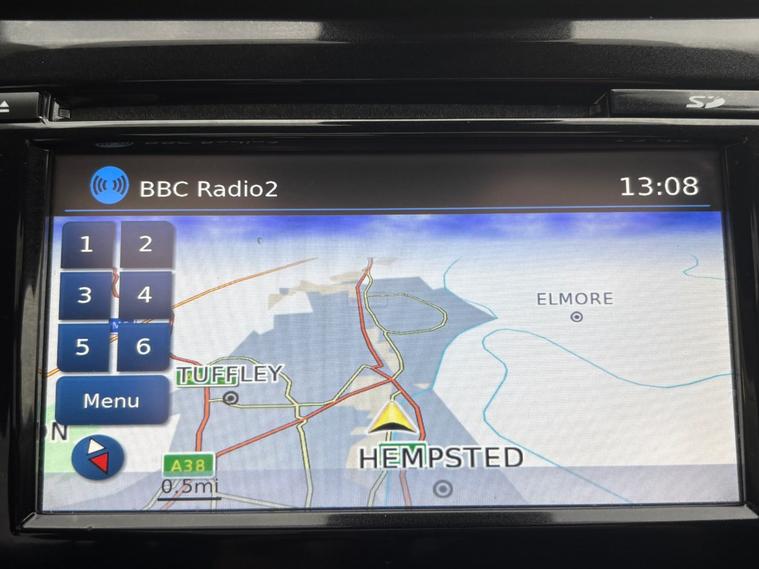 SD
BBC Radio2
13:08
1 2
3 4
5 6
Menu
ELMORE
TUFFLEY
HEMPSTED
A38
0.5mi
N